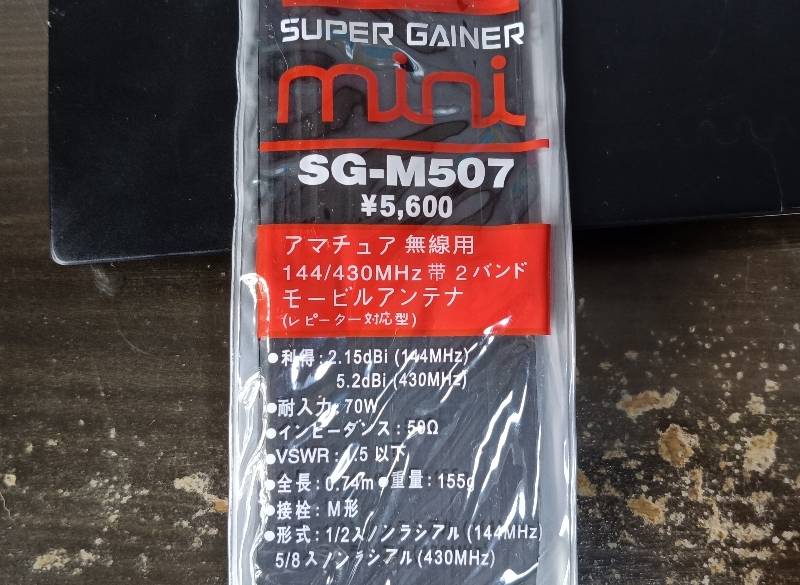 SUPER GAINER
mini
SG-M507
¥5,600
アマチュア無線用
144/430MHz帯 2バンド
モービルアンテナ
(レピーター対応型)
●利得:2.15dBi (144MHz)
5.2dBi (430MHz)
●耐入力:70W
●インピーダンス:50Ω
●VSWR:1.5以下
●全長:0.74m ●重量:155g
●接栓:M形
●形式:1/2λノンラジアル(144MHz)
5/8λノンラジアル(430MHz)